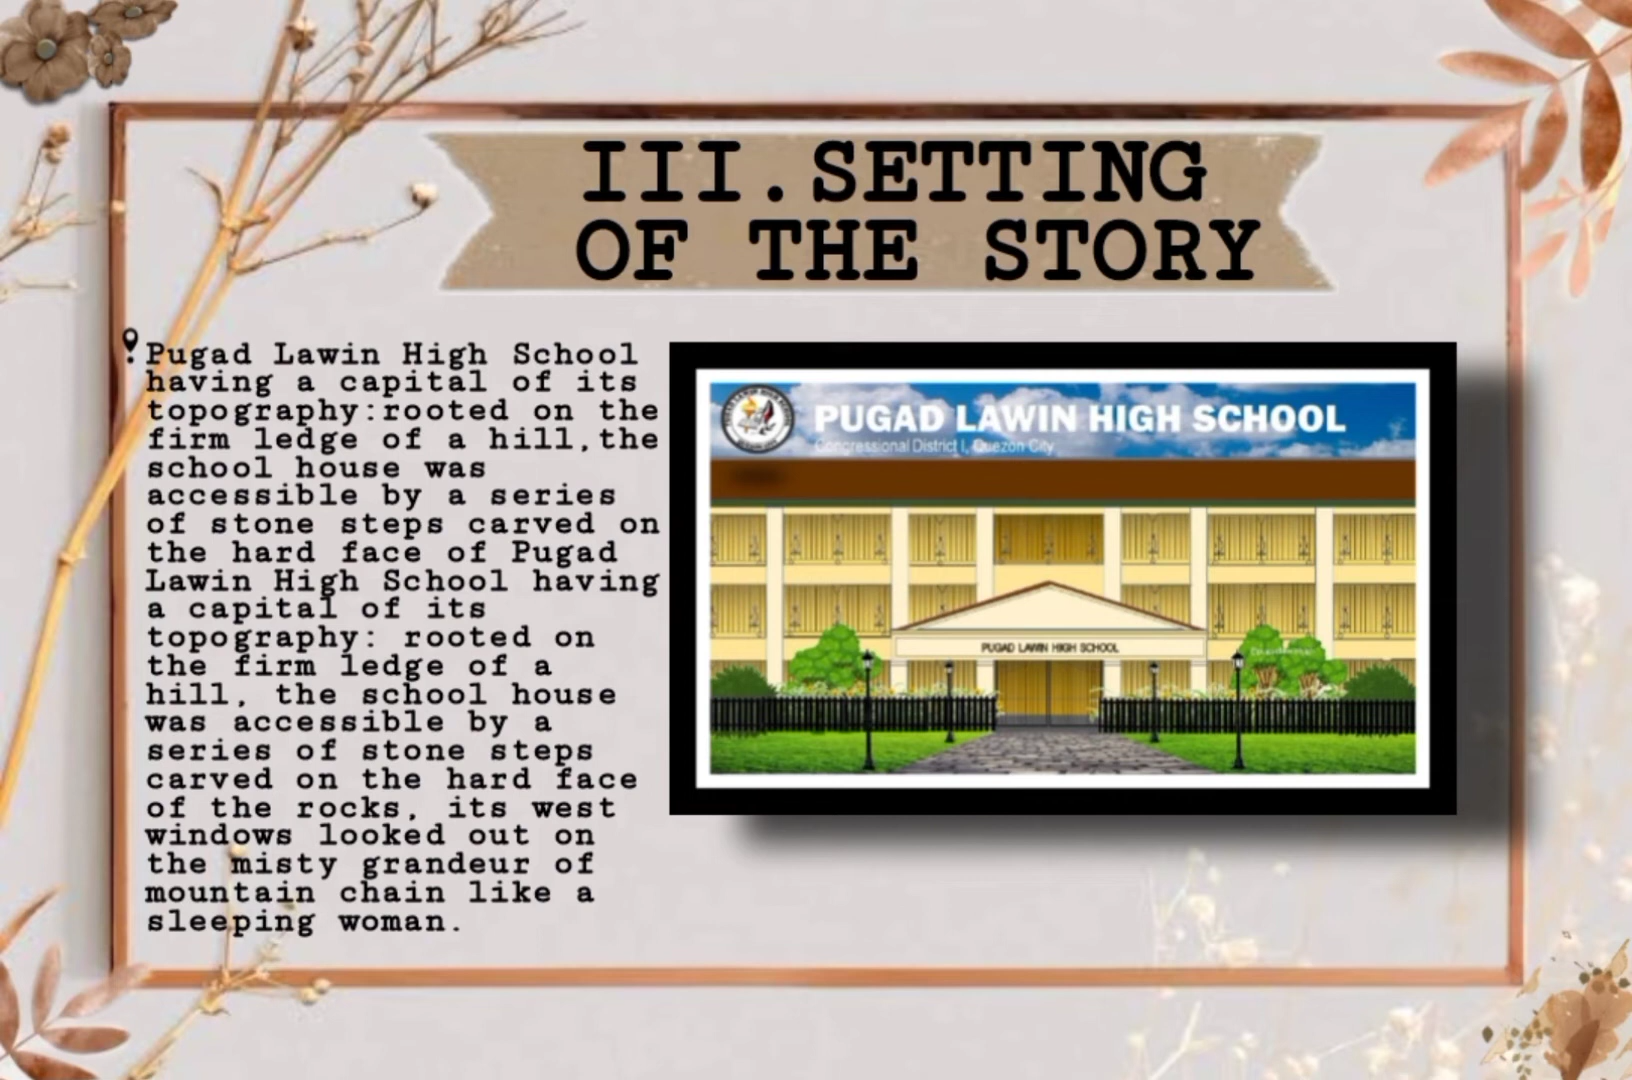 III.SETTING
OF THE STORY
Pugad Lawin High School
having a capital of its
topography:rooted on the
firm ledge of a hill,the
school house was
accessible by a series
of stone steps carved on
the hard face of Pugad
Lawin High School having
a capital of its
topography: rooted on
the firm ledge of a
hill, the school house
was accessible by a
series of stone steps
carved on the hard face
of the rocks, its west
windows looked out on
the misty grandeur of
mountain chain like a
sleeping woman.
PUGAD LAWIN HIGH SCHOOL
Congressional District I, Quezon City
PUGAD LAWIN HIGH SCHOOL